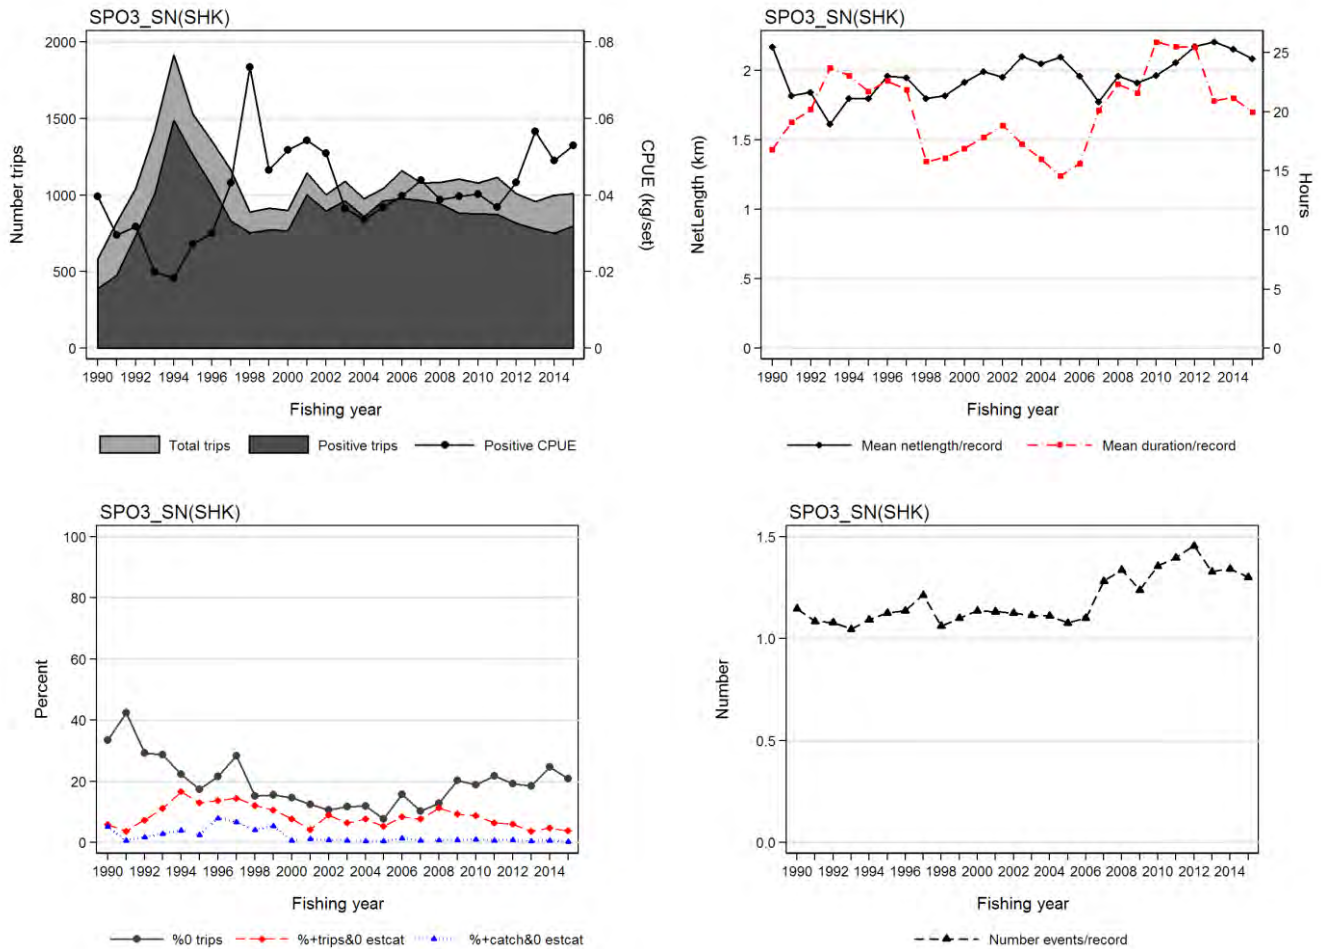 SPO3_SN(SHK)
2000
1500
1000
500
0
Number trips
.08
.06
.04
.02
0
CPUE (kg/set)
1990 1992 1994 1996 1998 2000 2002 2004 2006 2008 2010 2012 2014
Fishing year
Total trips Positive trips Positive CPUE
SPO3_SN(SHK)
2
1.5
1
.5
0
NetLength (km)
25
20
15
10
5
0
Hours
1990 1992 1994 1996 1998 2000 2002 2004 2006 2008 2010 2012 2014
Fishing year
Mean netlength/record Mean duration/record
SPO3_SN(SHK)
100
80
60
40
20
0
Percent
1990 1992 1994 1996 1998 2000 2002 2004 2006 2008 2010 2012 2014
Fishing year
%0 trips %+trips&0 estcat %+catch&0 estcat
SPO3_SN(SHK)
1.5
1.0
0.5
0.0
Number
1990 1992 1994 1996 1998 2000 2002 2004 2006 2008 2010 2012 2014
Fishing year
Number events/record